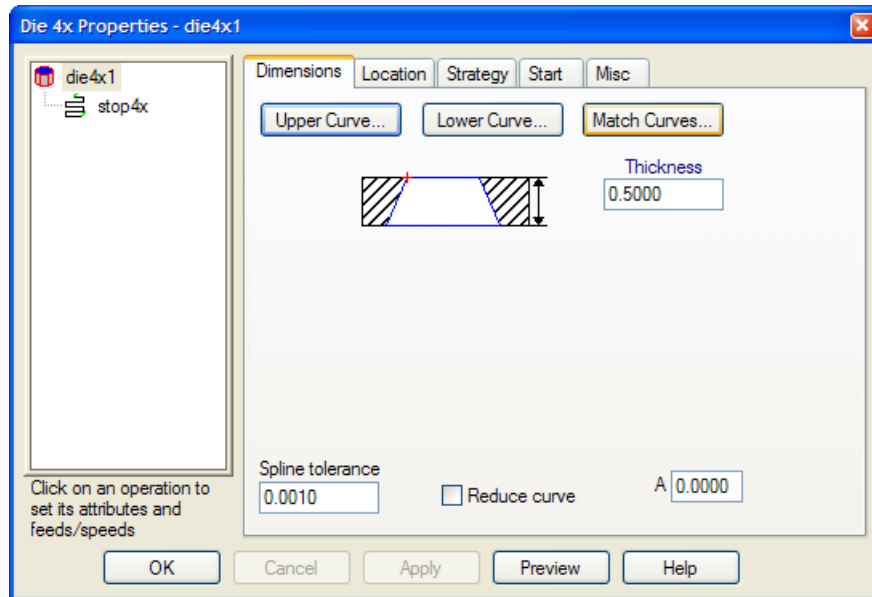 Die 4x Properties - die4x1
die4x1
stop4x
Click on an operation to
set its attributes and
feeds/speeds
Dimensions Location Strategy Start Misc
Upper Curve... Lower Curve... Match Curves...
Thickness
0.5000
Spline tolerance
0.0010
Reduce curve
A 0.0000
OK Cancel Apply Preview Help